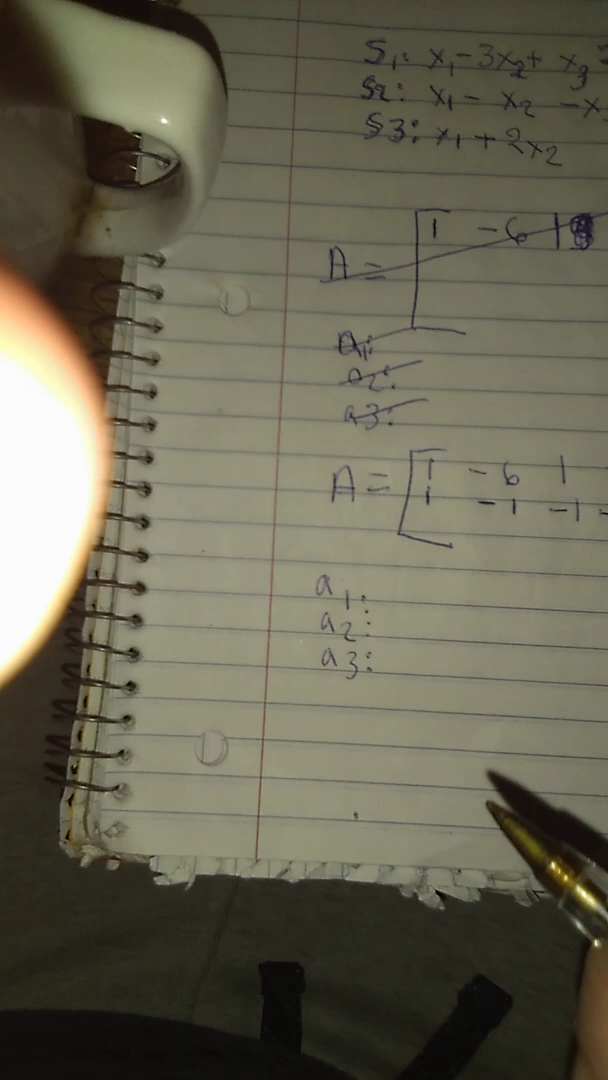 S1: x1 - 3x2 + x3
S2: x1 - x2 - x
S3: x1 + 2x2
A = [1 -6 1
a1:
a2:
a3:
A = [1 -6 1
1 -1 -1 -
a1:
a2:
a3: